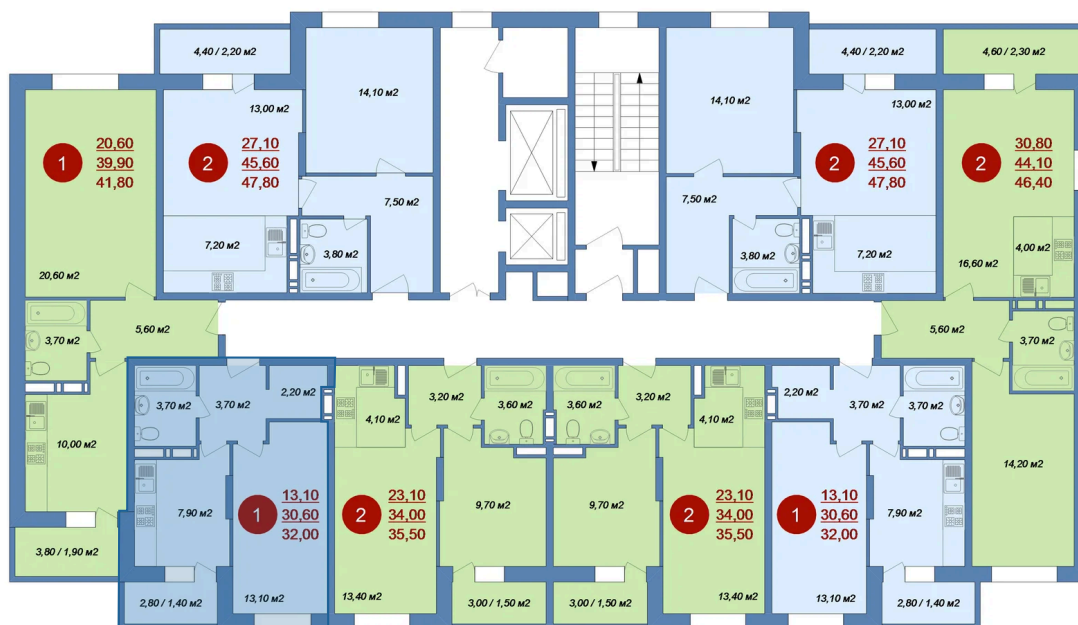 4,40 / 2,20 м2
14,10 м2
13,00 м2
1
20,60
39,90
41,80
2
27,10
45,60
47,80
7,50 м2
7,20 м2
3,80 м2
20,60 м2
14,10 м2
4,40 / 2,20 м2
4,60 / 2,30 м2
13,00 м2
2
27,10
45,60
47,80
2
30,80
44,10
46,40
7,50 м2
3,80 м2
7,20 м2
4,00 м2
16,60 м2
5,60 м2
3,70 м2
10,00 м2
3,80 / 1,90 м2
3,70 м2
3,70 м2
2,20 м2
7,90 м2
1
13,10
30,60
32,00
2,80 / 1,40 м2
13,10 м2
4,10 м2
3,20 м2
3,60 м2
2
23,10
34,00
35,50
9,70 м2
13,40 м2
3,00 / 1,50 м2
3,60 м2
3,20 м2
4,10 м2
9,70 м2
2
23,10
34,00
35,50
3,00 / 1,50 м2
13,40 м2
2,20 м2
3,70 м2
3,70 м2
1
13,10
30,60
32,00
7,90 м2
13,10 м2
2,80 / 1,40 м2
5,60 м2
3,70 м2
14,20 м2